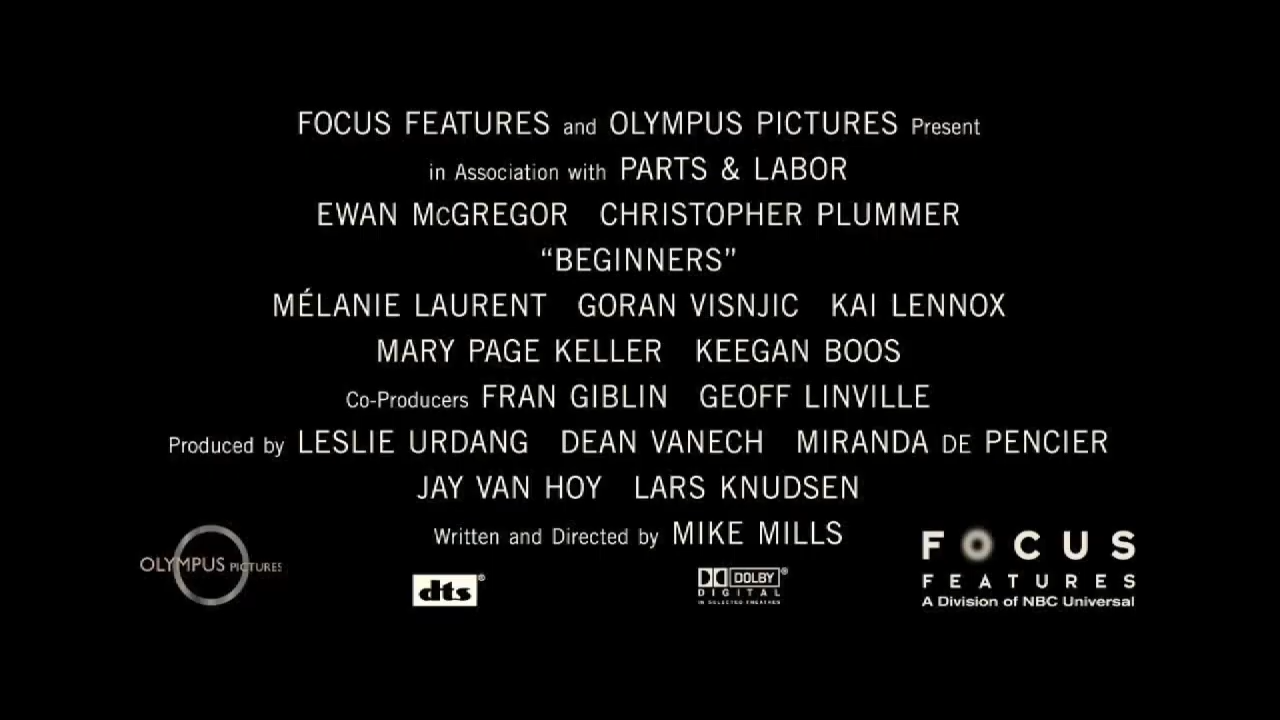 FOCUS FEATURES and OLYMPUS PICTURES Present
in Association with PARTS & LABOR
EWAN McGREGOR CHRISTOPHER PLUMMER
“BEGINNERS”
MÉLANIE LAURENT GORAN VISNJIC KAI LENNOX
MARY PAGE KELLER KEEGAN BOOS
Co-Producers FRAN GIBLIN GEOFF LINVILLE
Produced by LESLIE URDANG DEAN VANECH MIRANDA DE PENCIER
JAY VAN HOY LARS KNUDSEN
Written and Directed by MIKE MILLS
OLYMPUS PICTURES
dts®
DOLBY®
DIGITAL
IN SELECTED THEATRES
FOCUS
FEATURES
A Division of NBC Universal